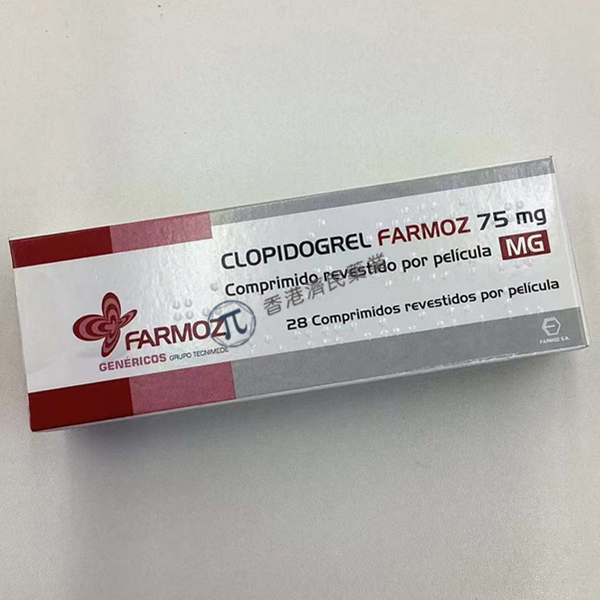 CLOPIDOGREL FARMOZ 75 mg
Comprimido revestido por película MG
28 Comprimidos revestidos por película
FARMOZ
GENÉRICOS GRUPO TECNIMEDE
FARMOZ S.A.
π 香港濟民藥業